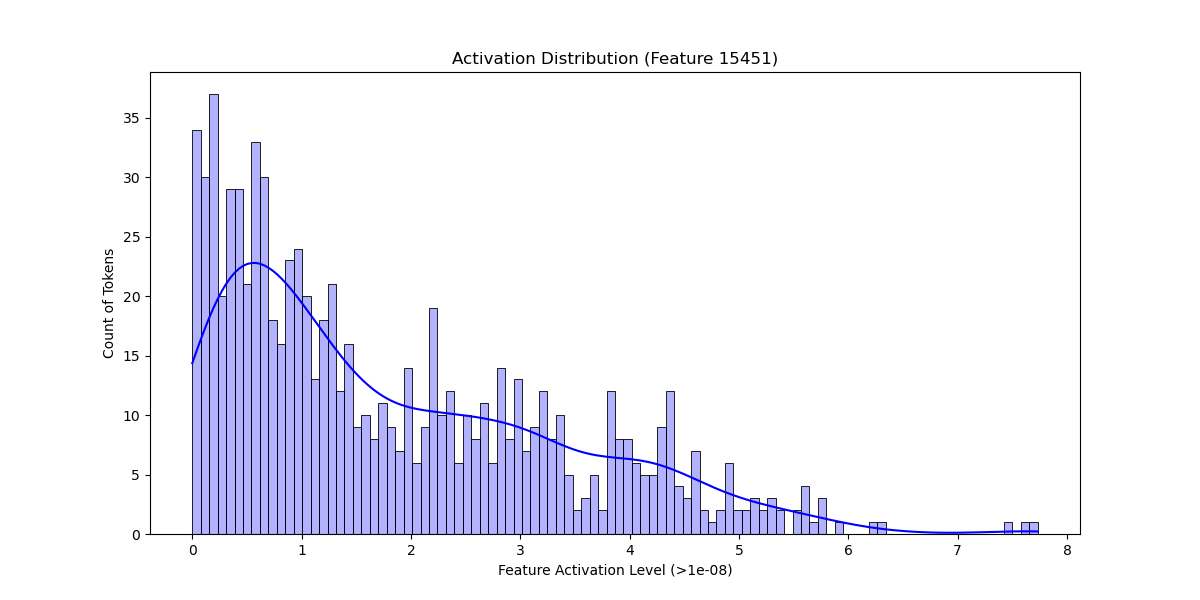 Activation Distribution (Feature 15451)
Count of Tokens
35
30
25
20
15
10
5
0
0 1 2 3 4 5 6 7 8
Feature Activation Level (>1e-08)